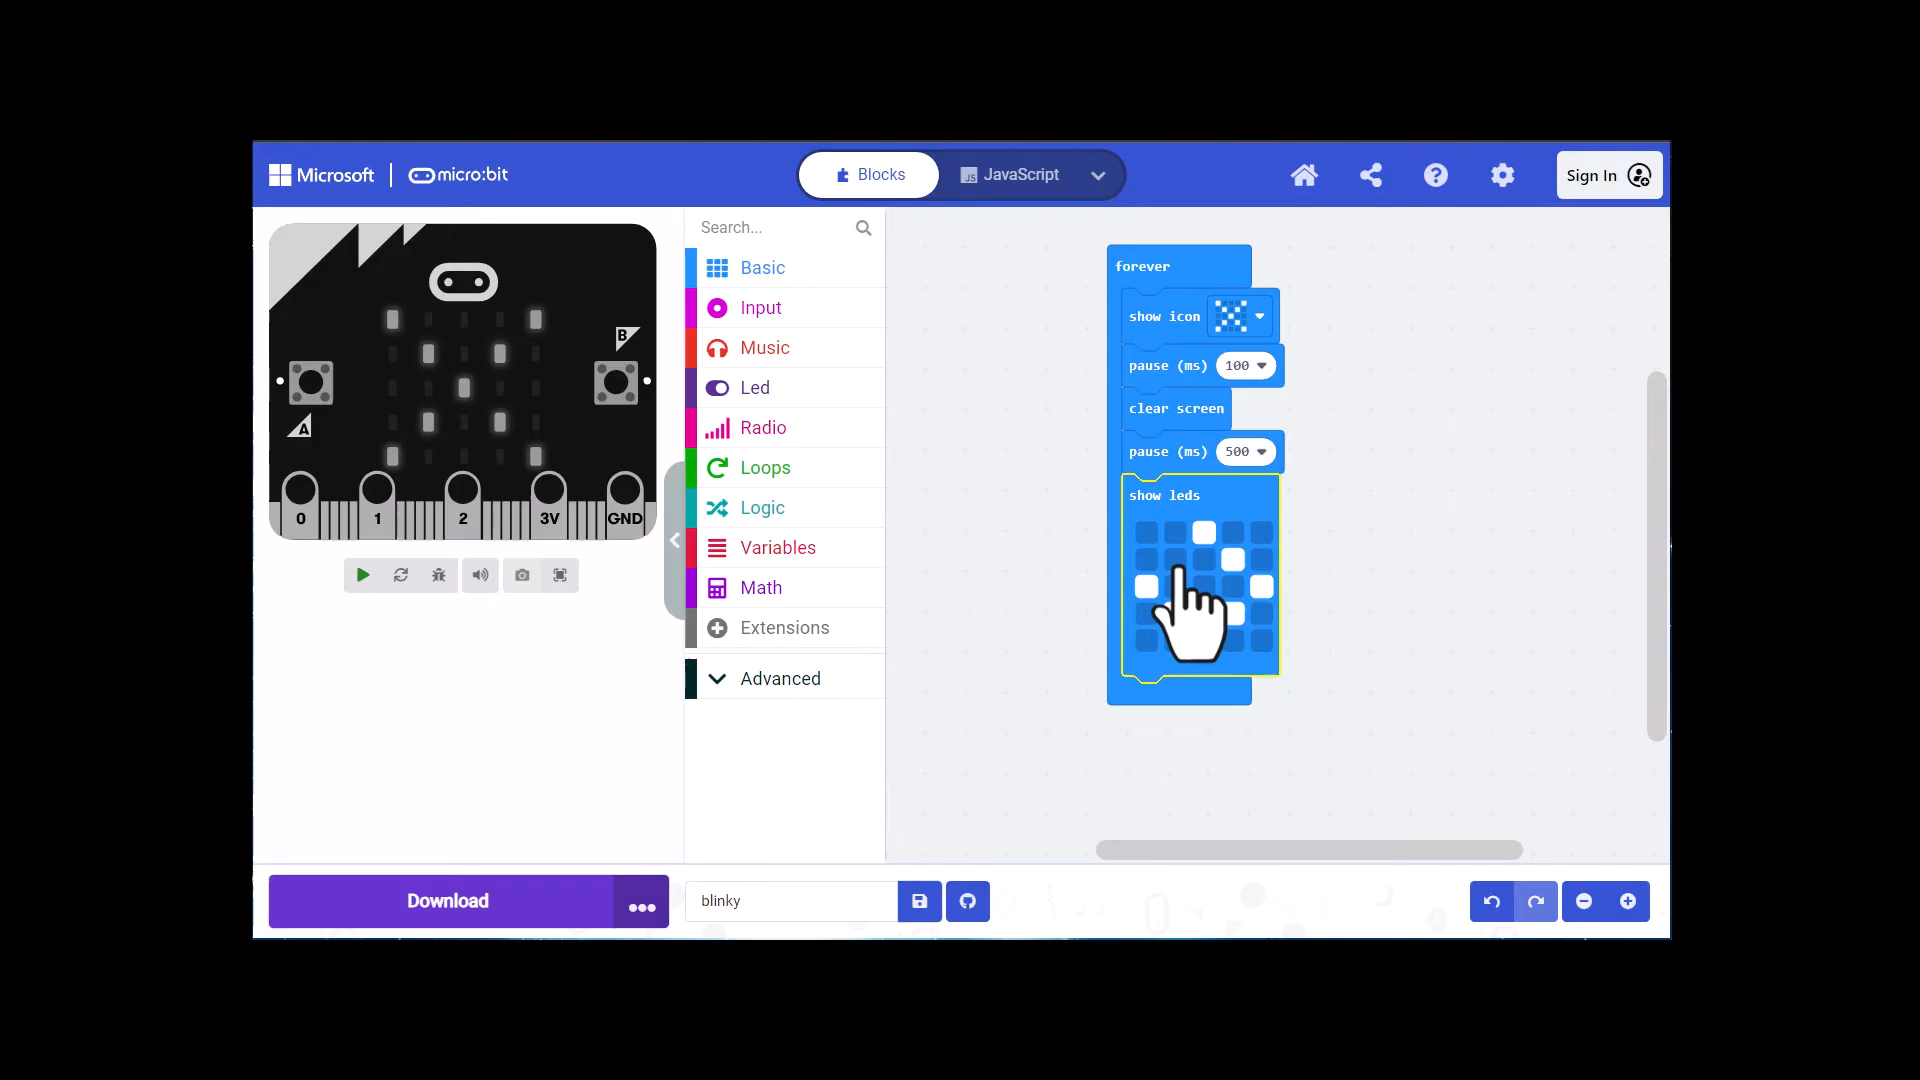 Microsoft | micro:bit
Blocks
JavaScript
JS
Sign In
B
A
0 1 2 3V GND
Search...
Basic
Input
Music
Led
Radio
Loops
Logic
Variables
Math
Extensions
Advanced
forever
show icon
pause (ms) 100
clear screen
pause (ms) 500
show leds
Download
blinky